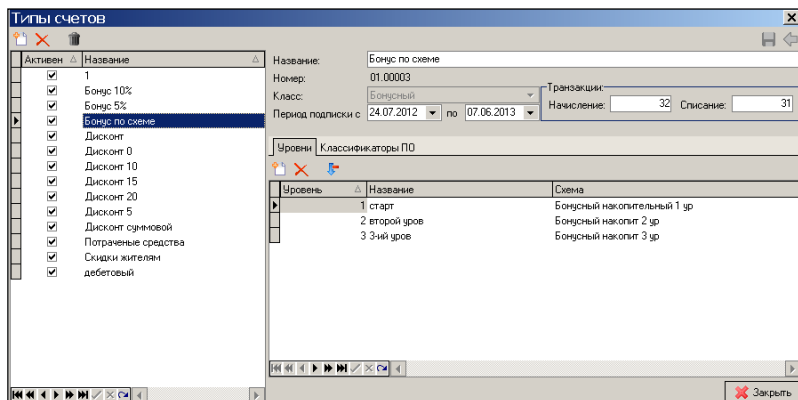 Типы счетов
Активен Название
1
Бонус 10%
Бонус 5%
Бонус по схеме
Дисконт
Дисконт 0
Дисконт 10
Дисконт 15
Дисконт 20
Дисконт 5
Дисконт суммовой
Потраченые средства
Скидки жителям
дебетовый
Название: Бонус по схеме
Номер: 01.00003
Класс: Бонусный
Период подписки с 24.07.2012 по 07.06.2013
Транзакции:
Начисление: 32 Списание: 31
Уровни Классификаторы ПО
Уровень Название Схема
1 старт Бонусный накопительный 1 ур
2 второй уров Бонусный накопит 2 ур
3 3-ий уров Бонусный накопит 3 ур
Закрыть